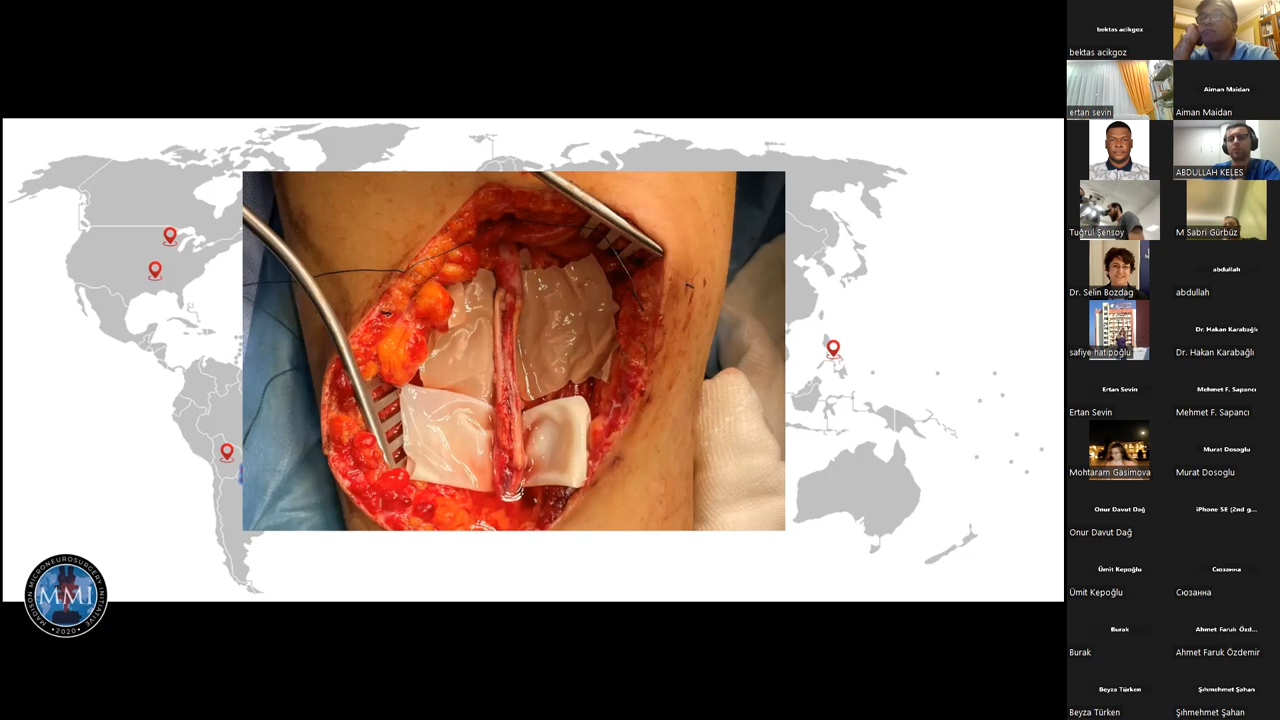 MADISON MICRONEUROSURGERY INITIATIVE
MMI
• 2020 •
bektas acikgoz
bektas acikgoz
ertan sevin
Aiman Maidan
Aiman Maidan
ABDULLAH KELES
Tuğrul Şensoy
M Sabri Gürbüz
Dr. Selin Bozdag
abdullah
abdullah
safiye hatipoğlu
Dr. Hakan Karabağlı
Dr. Hakan Karabağlı
Ertan Sevin
Ertan Sevin
Mehmet F. Sapancı
Mehmet F. Sapancı
Mohtaram Gasimova
Murat Dosoglu
Murat Dosoglu
Onur Davut Dağ
Onur Davut Dağ
iPhone SE (2nd g...
Ümit Kepoğlu
Ümit Kepoğlu
Сюзанна
Сюзанна
Burak
Burak
Ahmet Faruk Özd...
Ahmet Faruk Özdemir
Beyza Türken
Beyza Türken
Şıhmehmet Şahan
Şıhmehmet Şahan